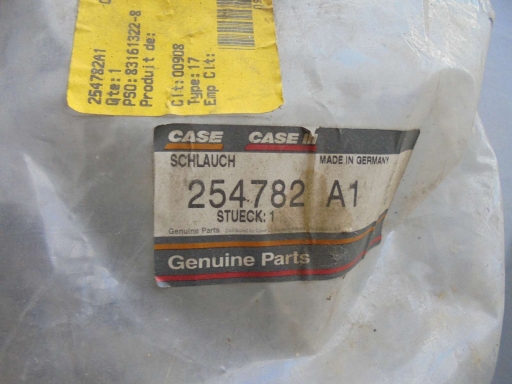 254782A1
Qte:1
PSO:83161322-8
Produit de:
Clt:00908
Type:17
Emp Clt:
CASE CASE IH
SCHLAUCH MADE IN GERMANY
254782 A1
STUECK:1
Genuine Parts
Genuine Parts